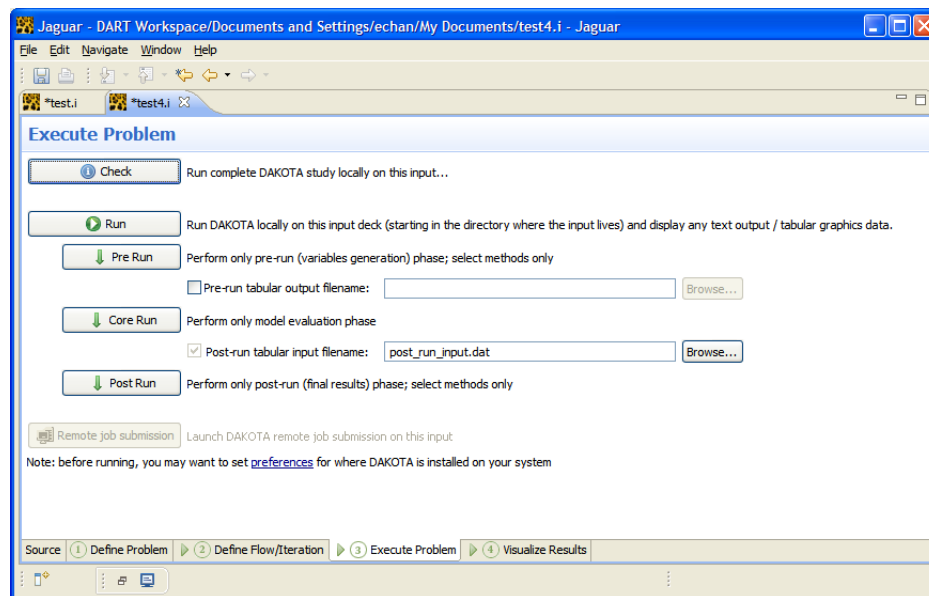 Jaguar - DART Workspace/Documents and Settings/echan/My Documents/test4.i - Jaguar
File Edit Navigate Window Help
*test.i *test4.i
Execute Problem
Check Run complete DAKOTA study locally on this input...
Run Run DAKOTA locally on this input deck (starting in the directory where the input lives) and display any text output / tabular graphics data.
Pre Run Perform only pre-run (variables generation) phase; select methods only
Pre-run tabular output filename: Browse...
Core Run Perform only model evaluation phase
Post-run tabular input filename: post_run_input.dat Browse...
Post Run Perform only post-run (final results) phase; select methods only
Remote job submission Launch DAKOTA remote job submission on this input
Note: before running, you may want to set preferences for where DAKOTA is installed on your system
Source 1 Define Problem 2 Define Flow/Iteration 3 Execute Problem 4 Visualize Results